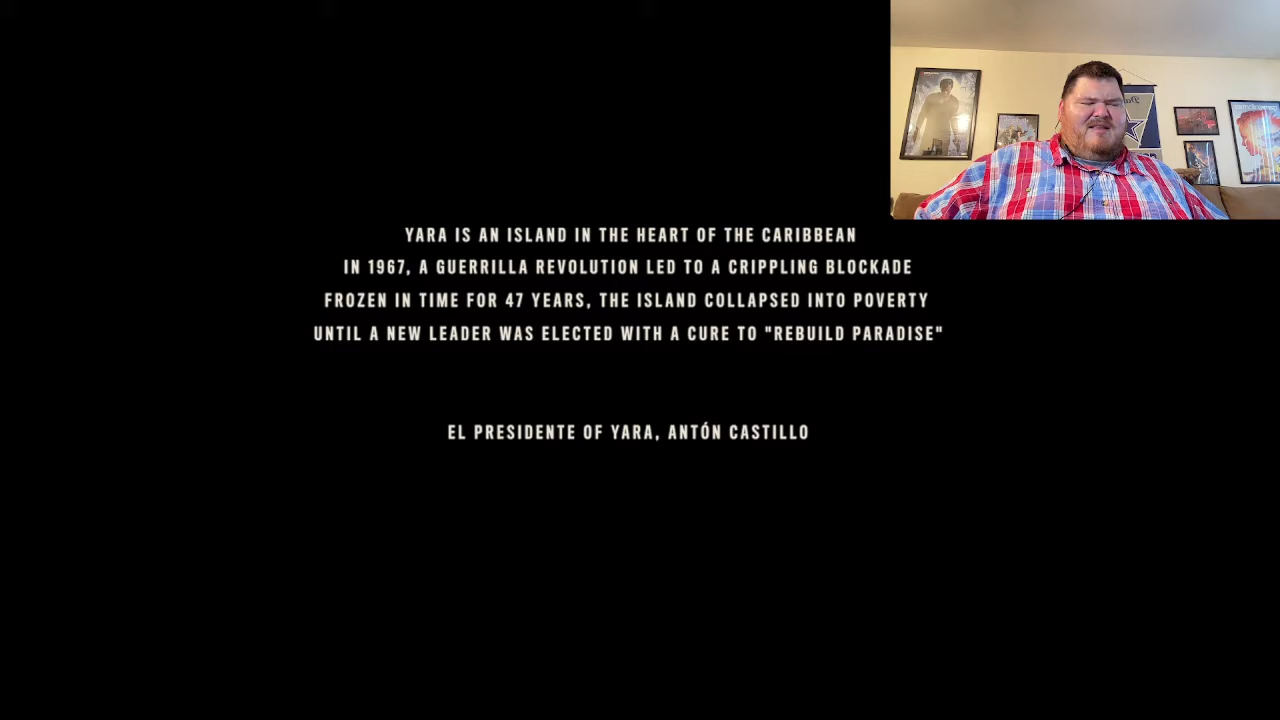 YARA IS AN ISLAND IN THE HEART OF THE CARIBBEAN
IN 1967, A GUERRILLA REVOLUTION LED TO A CRIPPLING BLOCKADE
FROZEN IN TIME FOR 47 YEARS, THE ISLAND COLLAPSED INTO POVERTY
UNTIL A NEW LEADER WAS ELECTED WITH A CURE TO "REBUILD PARADISE"
EL PRESIDENTE OF YARA, ANTÓN CASTILLO